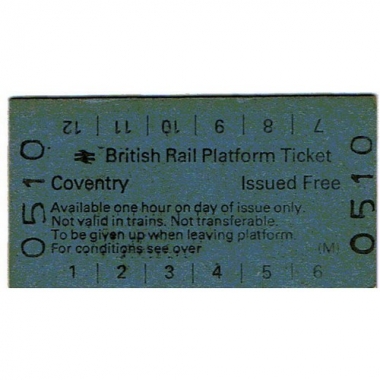 12 | 11 | 10 | 9 | 8 | 7
British Rail Platform Ticket
Coventry Issued Free
Available one hour on day of issue only.
Not valid in trains. Not transferable.
To be given up when leaving platform.
For conditions see over (M)
1 | 2 | 3 | 4 | 5 | 6
0510
0510